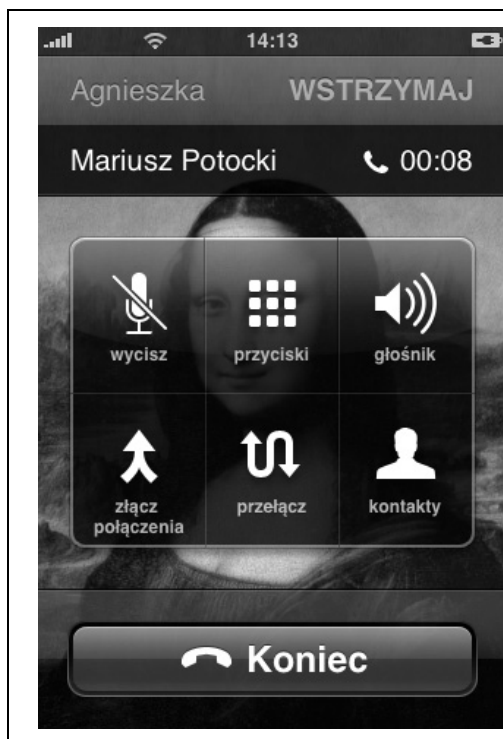 14:13
Agnieszka WSTRZYMAJ
Mariusz Potocki 00:08
wycisz przyciski głośnik
złącz przełącz kontakty
połączenia
Koniec